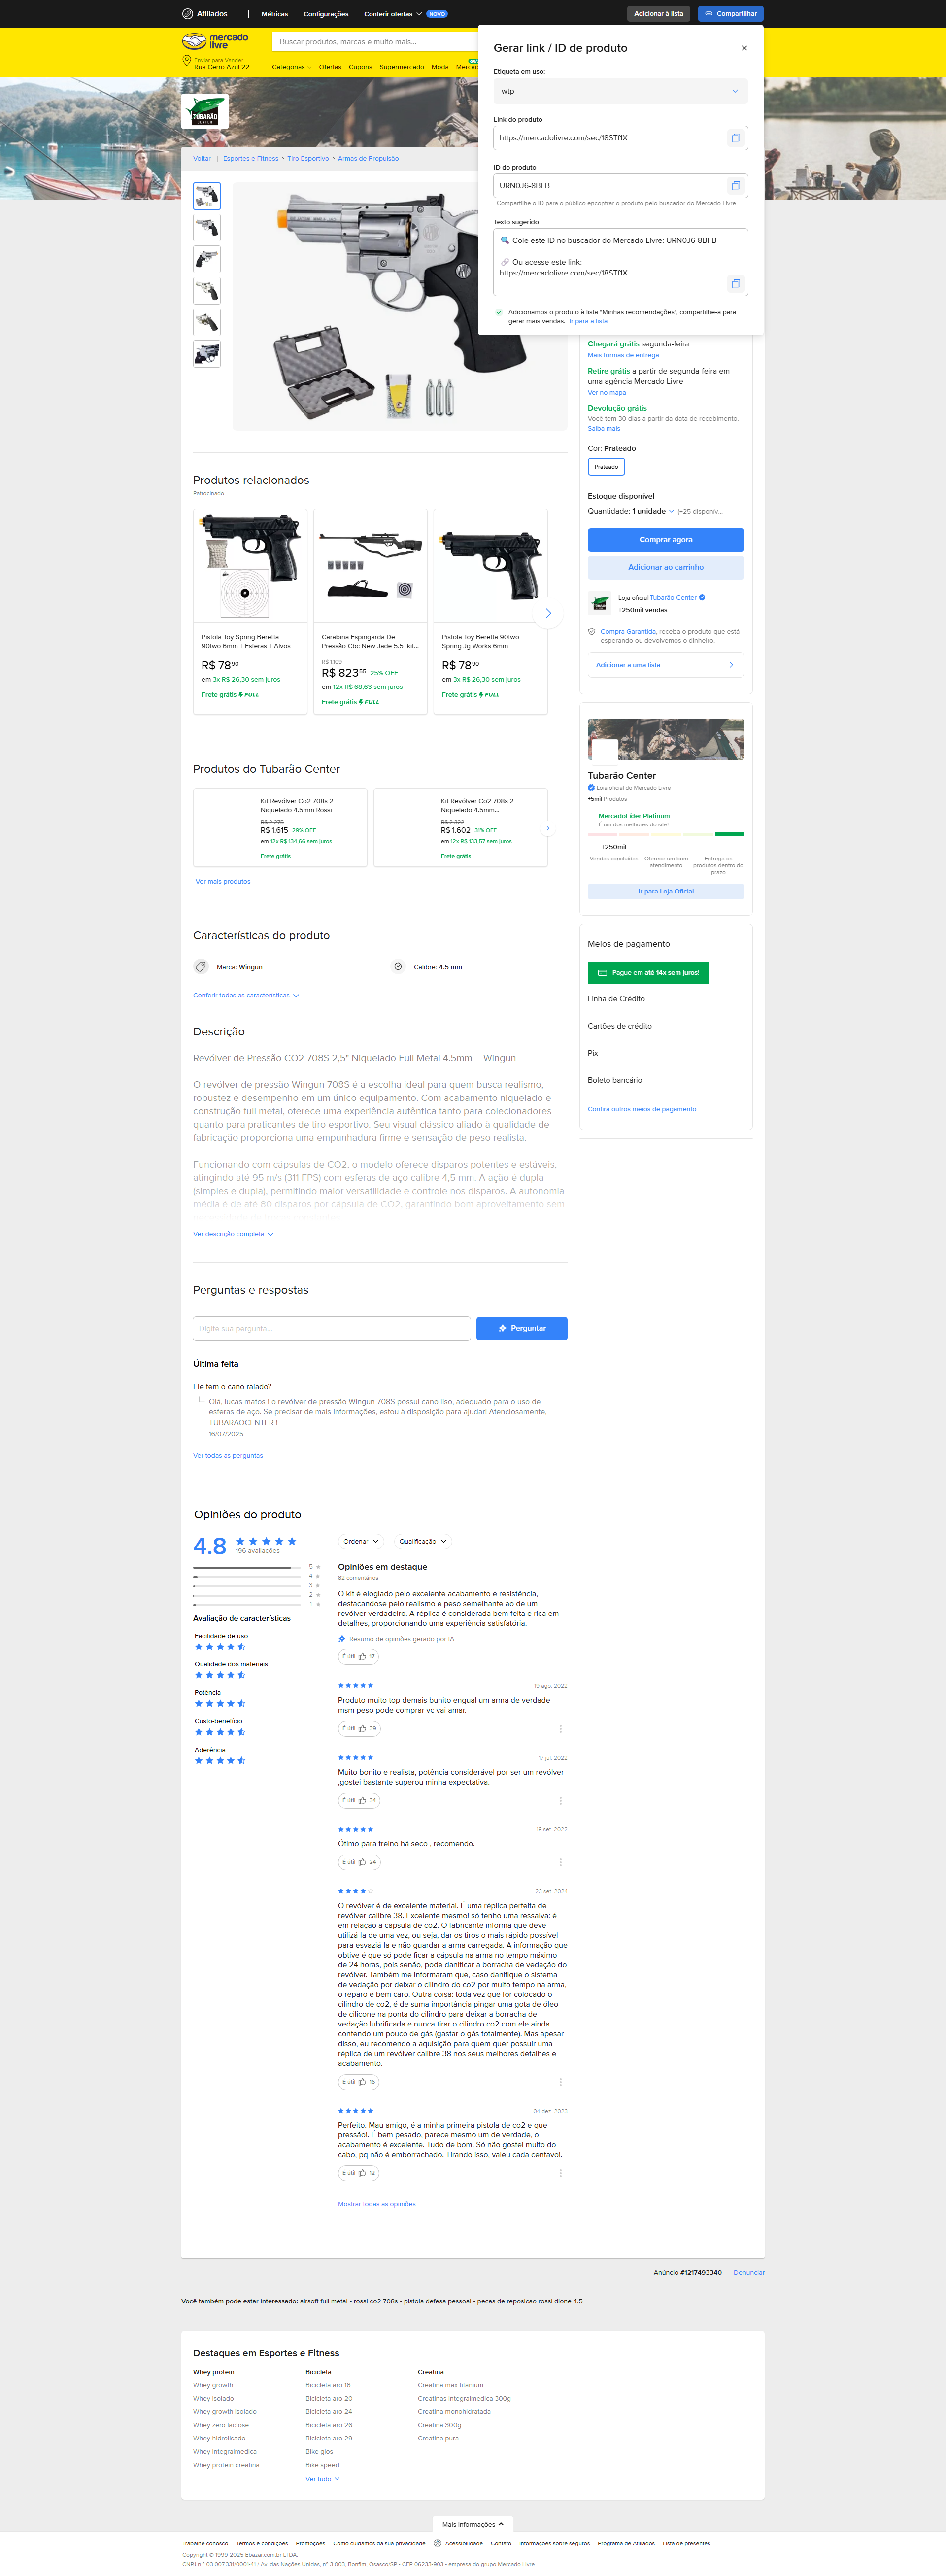 Afiliados
Métricas
Configurações
Conferir ofertas
NOVO
Adicionar à lista
Compartilhar
mercado
livre
Buscar produtos, marcas e muito mais...
Enviar para Vander
Rua Cerro Azul 22
Categorias
Ofertas
Cupons
Supermercado
Moda
Gerar link / ID de produto
Etiqueta em uso:
wtp
Link do produto
https://mercadolivre.com/sec/18STf1X
ID do produto
URN0J6-8BFB
Compartilhe o ID para o público encontrar o produto pelo buscador do Mercado Livre.
Texto sugerido
Cole este ID no buscador do Mercado Livre: URN0J6-8BFB
Ou acesse este link:
https://mercadolivre.com/sec/18STf1X
Adicionamos o produto à lista "Minhas recomendações", compartilhe-a para
gerar mais vendas. Ir para a lista
TUBARÃO
CENTER
Voltar
Esportes e Fitness
Tiro Esportivo
Armas de Propulsão
Chegará grátis segunda-feira
Mais formas de entrega
Retire grátis a partir de segunda-feira em
uma agência Mercado Livre
Ver no mapa
Devolução grátis
Você tem 30 dias a partir da data de recebimento.
Saiba mais
Cor: Prateado
Prateado
Estoque disponível
Quantidade: 1 unidade
(+25 disponív...
Comprar agora
Adicionar ao carrinho
Loja oficial Tubarão Center
+250mil vendas
Compra Garantida, receba o produto que está
esperando ou devolvemos o dinheiro.
Adicionar a uma lista
Produtos relacionados
Patrocinado
Pistola Toy Spring Beretta
90two 6mm + Esferas + Alvos
R$ 78 90
em 3x R$ 26,30 sem juros
Frete grátis FULL
Carabina Espingarda De
Pressão Cbc New Jade 5.5+kit...
R$ 1.109
R$ 823 55 25% OFF
em 12x R$ 68,63 sem juros
Frete grátis FULL
Pistola Toy Beretta 90two
Spring Jg Works 6mm
R$ 78 90
em 3x R$ 26,30 sem juros
Frete grátis FULL
Tubarão Center
Loja oficial do Mercado Livre
+5mil Produtos
MercadoLíder Platinum
É um dos melhores do site!
+250mil
Vendas concluídas
Oferece um bom
atendimento
Entrega os
produtos dentro do
prazo
Ir para Loja Oficial
Produtos do Tubarão Center
Kit Revólver Co2 708s 2
Niquelado 4.5mm Rossi
R$ 2.275
R$ 1.615 29% OFF
em 12x R$ 134,66 sem juros
Frete grátis
Kit Revólver Co2 708s 2
Niquelado 4.5mm...
R$ 2.322
R$ 1.602 31% OFF
em 12x R$ 133,57 sem juros
Frete grátis
Ver mais produtos
Meios de pagamento
Pague em até 14x sem juros!
Linha de Crédito
Cartões de crédito
Pix
Boleto bancário
Confira outros meios de pagamento
Características do produto
Marca: Wingun
Calibre: 4.5 mm
Conferir todas as características
Descrição
Revólver de Pressão CO2 708S 2,5" Niquelado Full Metal 4.5mm – Wingun
O revólver de pressão Wingun 708S é a escolha ideal para quem busca realismo,
robustez e desempenho em um único equipamento. Com acabamento niquelado e
construção full metal, oferece uma experiência autêntica tanto para colecionadores
quanto para praticantes de tiro esportivo. Seu visual clássico aliado à qualidade de
fabricação proporciona uma empunhadura firme e sensação de peso realista.
Funcionando com cápsulas de CO2, o modelo oferece disparos potentes e estáveis,
atingindo até 95 m/s (311 FPS) com esferas de aço calibre 4,5 mm. A ação é dupla
(simples e dupla), permitindo maior versatilidade e controle nos disparos. A autonomia
média é de até 80 disparos por cápsula de CO2, garantindo bom aproveitamento sem
Ver descrição completa
Perguntas e respostas
Digite sua pergunta...
Perguntar
Última feita
Ele tem o cano raiado?
Olá, lucas matos ! o revólver de pressão Wingun 708S possui cano liso, adequado para o uso de
esferas de aço. Se precisar de mais informações, estou à disposição para ajudar! Atenciosamente,
TUBARAOCENTER !
16/07/2025
Ver todas as perguntas
Opiniões do produto
4.8
196 avaliações
5
4
3
2
1
Avaliação de características
Facilidade de uso
Qualidade dos materiais
Potência
Custo-benefício
Aderência
Ordenar
Qualificação
Opiniões em destaque
82 comentários
O kit é elogiado pelo excelente acabamento e resistência,
destacandose pelo realismo e peso semelhante ao de um
revólver verdadeiro. A réplica é considerada bem feita e rica em
detalhes, proporcionando uma experiência satisfatória.
Resumo de opiniões gerado por IA
É útil 17
19 ago. 2022
Produto muito top demais bunito engual um arma de verdade
msm peso pode comprar vc vai amar.
É útil 39
17 jul. 2022
Muito bonito e realista, potência considerável por ser um revólver
,gostei bastante superou minha expectativa.
É útil 34
18 set. 2022
Ótimo para treino há seco , recomendo.
É útil 24
23 set. 2024
O revólver é de excelente material. É uma réplica perfeita de
revólver calibre 38. Excelente mesmo! só tenho uma ressalva: é
em relação a cápsula de co2. O fabricante informa que deve
utilizá-la de uma vez, ou seja, dar os tiros o mais rápido possível
para esvaziá-la e não guardar a arma carregada. A informação que
obtive é que só pode ficar a cápsula na arma no tempo máximo
de 24 horas, pois senão, pode danificar a borracha de vedação do
revólver. Também me informaram que, caso danifique o sistema
de vedação por deixar o cilindro do co2 por muito tempo na arma,
o reparo é bem caro. Outra coisa: toda vez que for colocado o
cilindro de co2, é de suma importância pingar uma gota de óleo
de cilicone na ponta do cilindro para deixar a borracha de
vedação lubrificada e nunca tirar o cilindro co2 com ele ainda
contendo um pouco de gás (gastar o gás totalmente). Mas apesar
disso, eu recomendo a aquisição para quem quer possuir uma
réplica de um revólver calibre 38 nos seus melhores detalhes e
acabamento.
É útil 16
04 dez. 2023
Perfeito. Mau amigo, é a minha primeira pistola de co2 e que
pressão!. É bem pesado, parece mesmo um de verdade, o
acabamento é excelente. Tudo de bom. Só não gostei muito do
cabo, pq não é emborrachado. Tirando isso, valeu cada centavo!.
É útil 12
Mostrar todas as opiniões
Anúncio #1217493340
Denunciar
Você também pode estar interessado: airsoft full metal - rossi co2 708s - pistola defesa pessoal - pecas de reposicao rossi dione 4.5
Destaques em Esportes e Fitness
Whey protein
Whey growth
Whey isolado
Whey growth isolado
Whey zero lactose
Whey hidrolisado
Whey integralmedica
Whey protein creatina
Bicicleta
Bicicleta aro 16
Bicicleta aro 20
Bicicleta aro 24
Bicicleta aro 26
Bicicleta aro 29
Bike gios
Bike speed
Ver tudo
Creatina
Creatina max titanium
Creatinas integralmedica 300g
Creatina monohidratada
Creatina 300g
Creatina pura
Mais informações
Trabalhe conosco
Termos e condições
Promoções
Como cuidamos da sua privacidade
Acessibilidade
Contato
Informações sobre seguros
Programa de Afiliados
Lista de presentes
Copyright © 1999-2025 Ebazar.com.br LTDA.
CNPJ n.º 03.007.331/0001-41 / Av. das Nações Unidas, nº 3.003, Bonfim, Osasco/SP - CEP 06233-903 - empresa do grupo Mercado Livre.